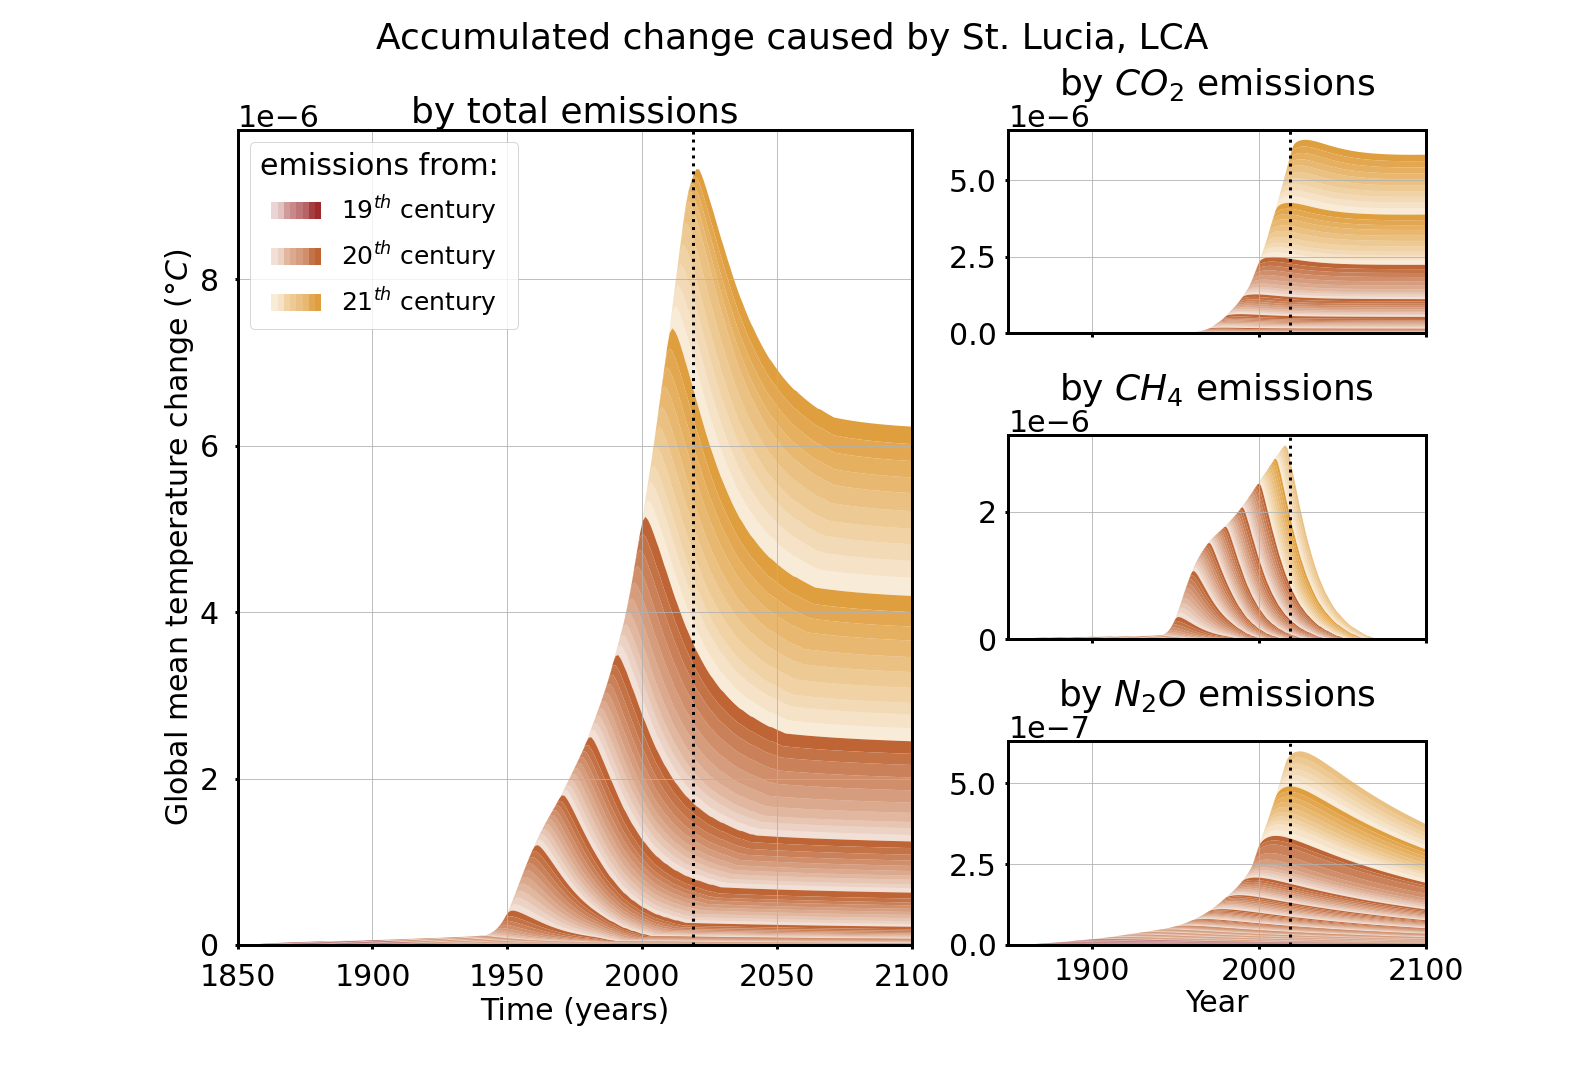 Accumulated change caused by St. Lucia, LCA
by total emissions
1e−6
emissions from:
19th century
20th century
21th century
Global mean temperature change (°C)
8
6
4
2
0
1850 1900 1950 2000 2050 2100
Time (years)
by CO2 emissions
1e−6
5.0
2.5
0.0
by CH4 emissions
1e−6
2
0
by N2O emissions
1e−7
5.0
2.5
0.0
1900 2000 2100
Year